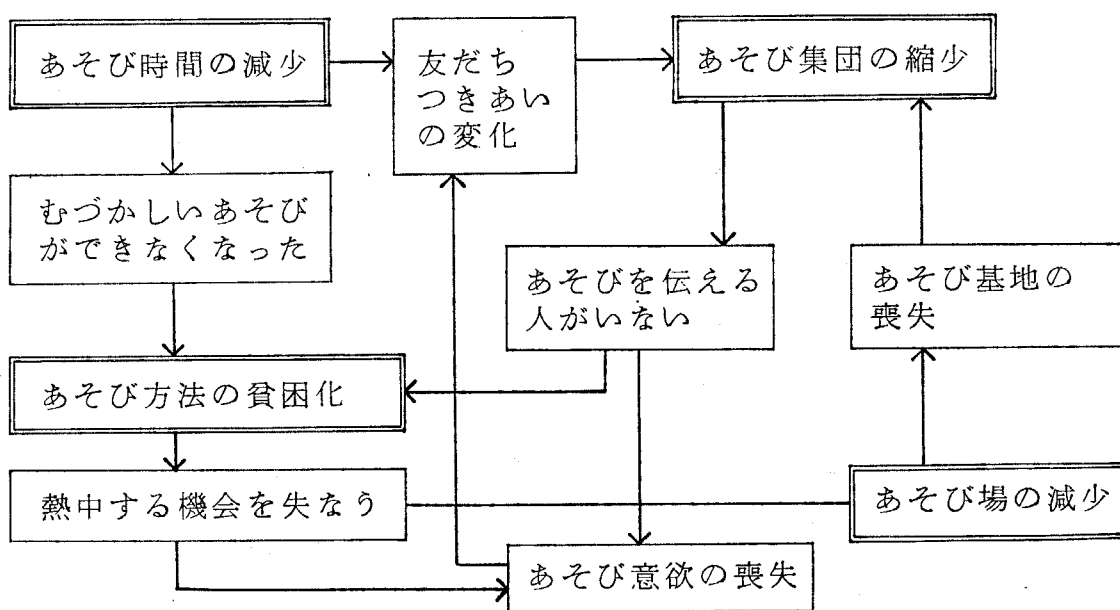 あそび時間の減少
友だち
つきあい
の変化
あそび集団の縮少
むづかしいあそび
ができなくなった
あそびを伝える
人がいない
あそび基地の
喪失
あそび方法の貧困化
熱中する機会を失なう
あそび場の減少
あそび意欲の喪失